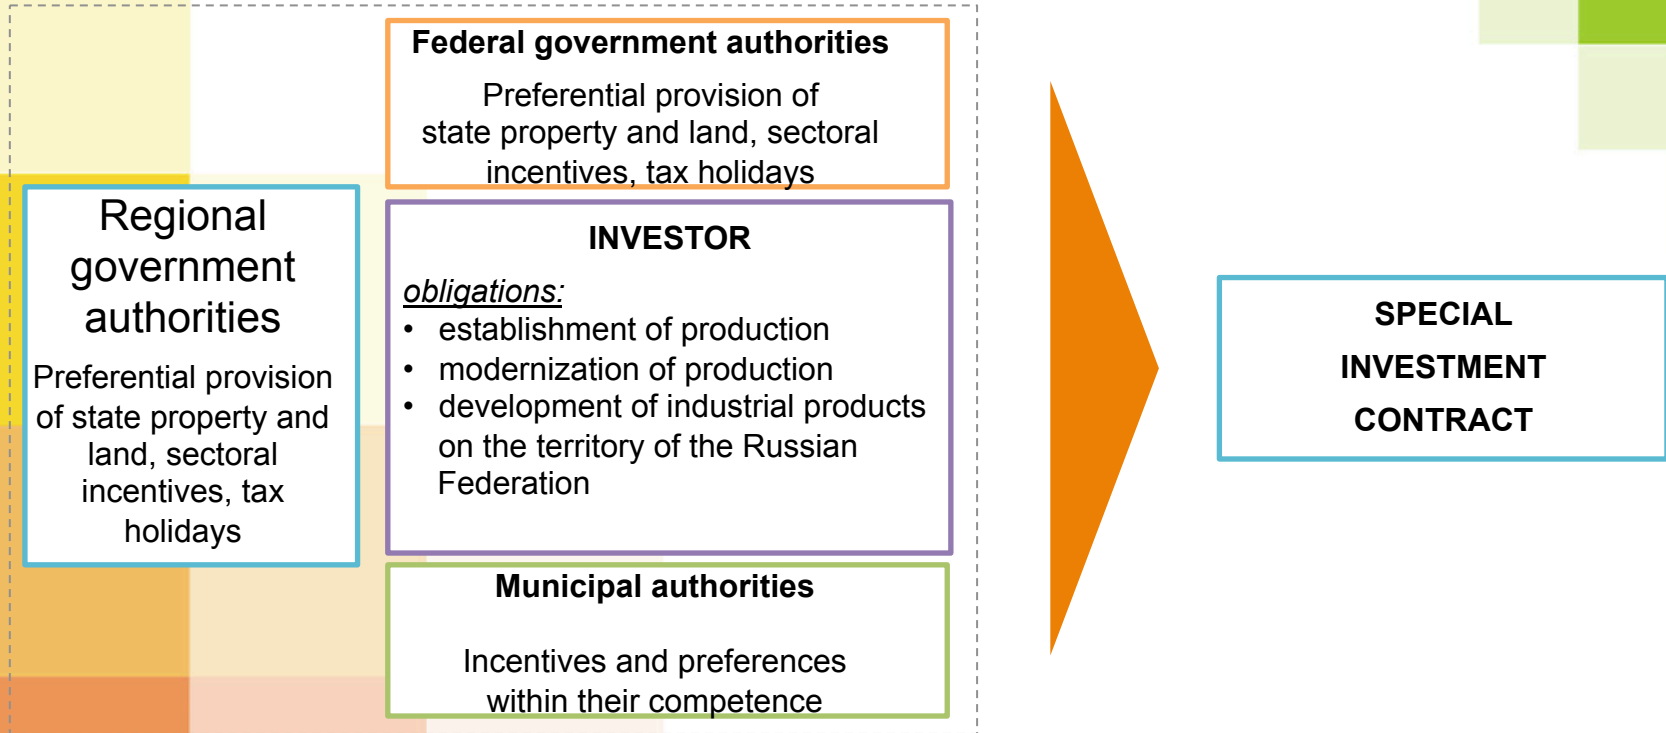 Federal government authorities
Preferential provision of
state property and land, sectoral
incentives, tax holidays
Regional
government
authorities
Preferential provision
of state property and
land, sectoral
incentives, tax
holidays
INVESTOR
obligations:
• establishment of production
• modernization of production
• development of industrial products
on the territory of the Russian
Federation
Municipal authorities
Incentives and preferences
within their competence
SPECIAL
INVESTMENT
CONTRACT